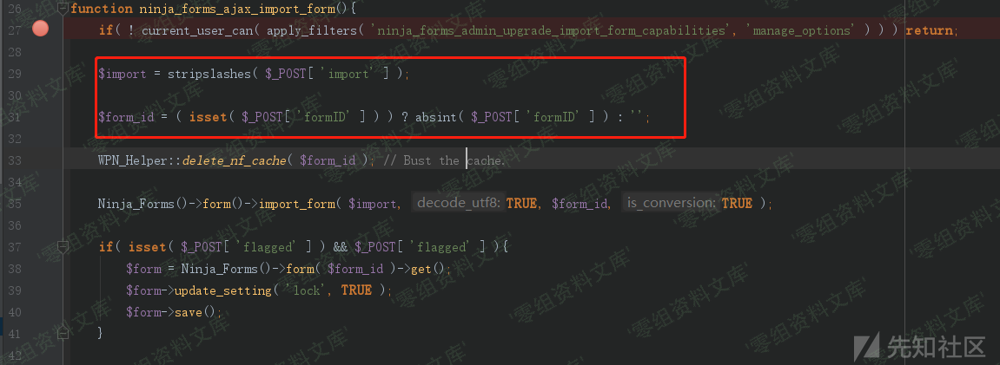 26 function ninja_forms_ajax_import_form(){
27 if( ! current_user_can( apply_filters( 'ninja_forms_admin_upgrade_import_form_capabilities', 'manage_options' ) ) ) return;
28
29 $import = stripslashes( $_POST[ 'import' ] );
30
31 $form_id = ( isset( $_POST[ 'formID' ] ) ) ? absint( $_POST[ 'formID' ] ) : '';
32
33 WPN_Helper::delete_nf_cache( $form_id ); // Bust the cache.
34
35 Ninja_Forms()->form()->import_form( $import, decode_utf8: TRUE, $form_id, is_conversion: TRUE );
36
37 if( isset( $_POST[ 'flagged' ] ) && $_POST[ 'flagged' ] ){
38 $form = Ninja_Forms()->form( $form_id )->get();
39 $form->update_setting( 'lock', TRUE );
40 $form->save();
41 }
42
'零组资料文库'
先知社区